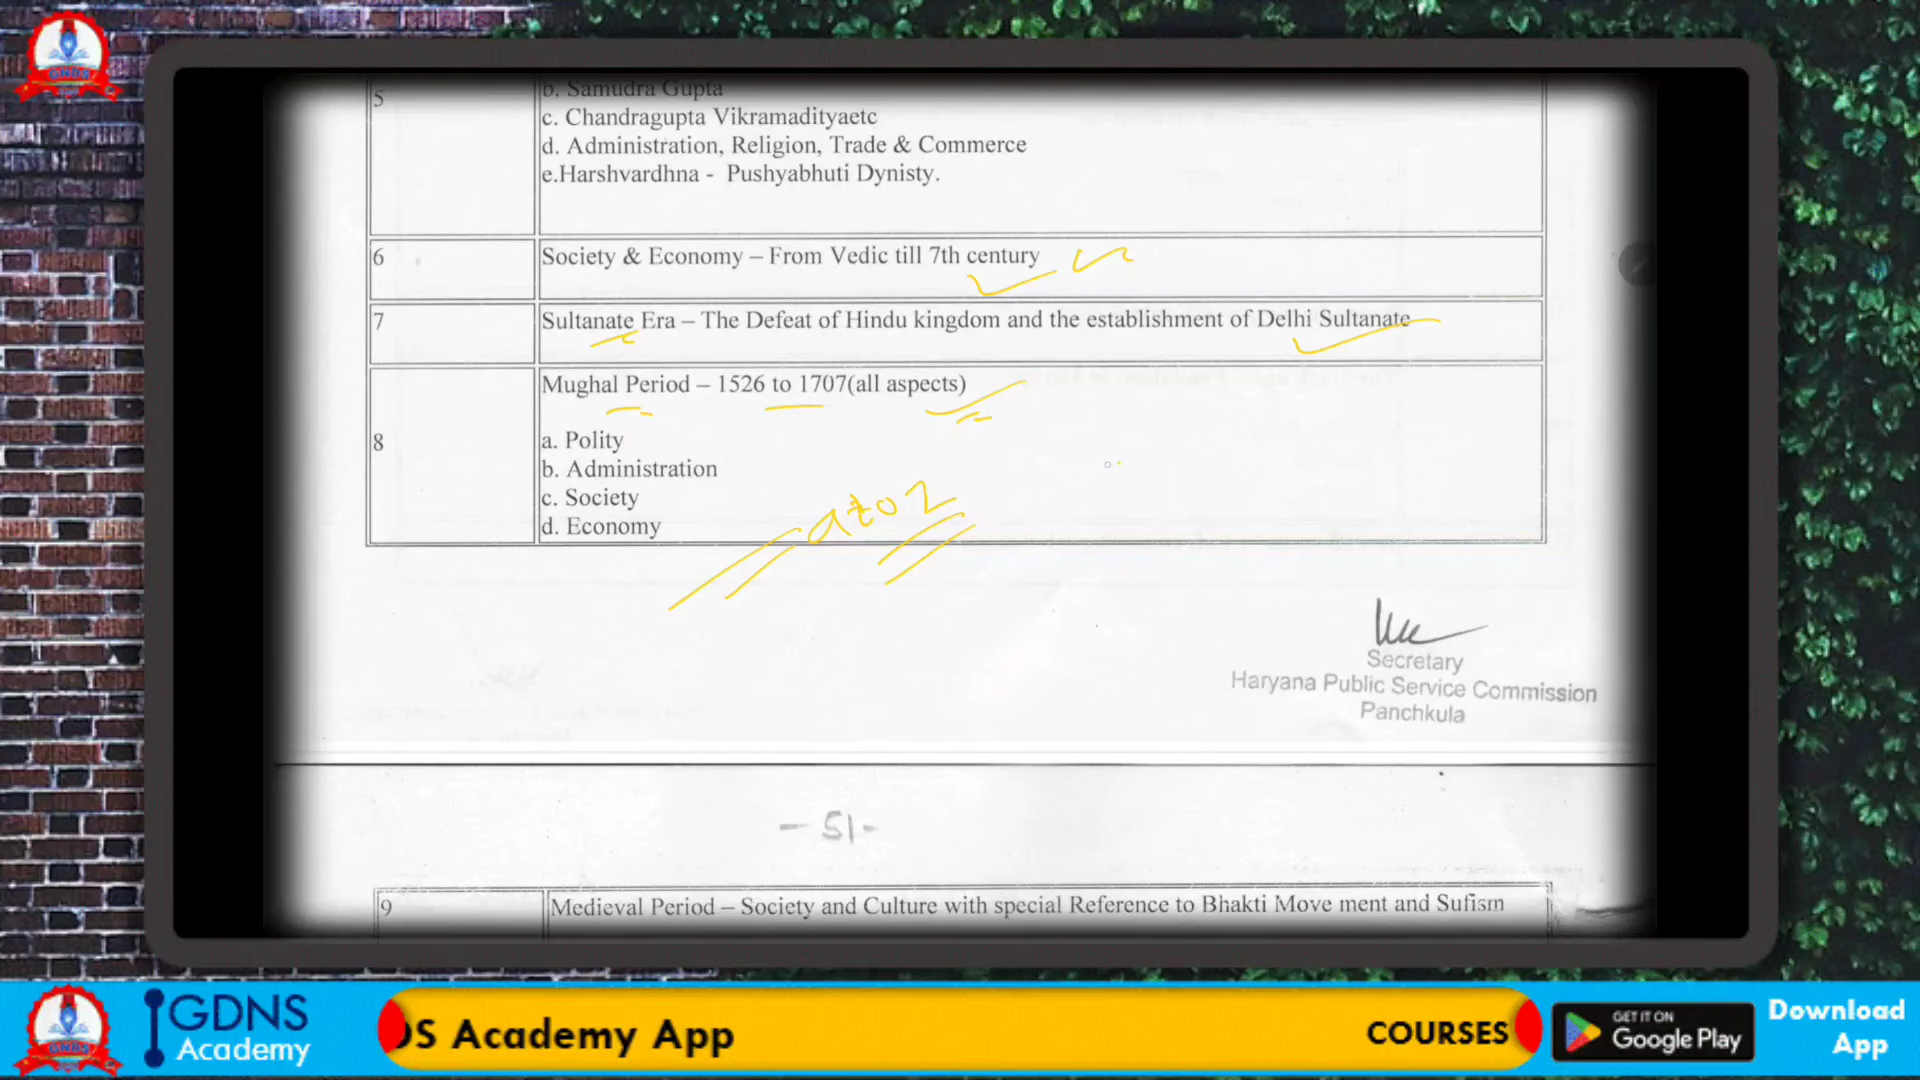 5
b. Samudra Gupta
c. Chandragupta Vikramadityaetc
d. Administration, Religion, Trade & Commerce
e.Harshvardhna - Pushyabhuti Dynisty.
6
Society & Economy – From Vedic till 7th century
7
Sultanate Era – The Defeat of Hindu kingdom and the establishment of Delhi Sultanate
8
Mughal Period – 1526 to 1707(all aspects)
a. Polity
b. Administration
c. Society
d. Economy
a to Z
Secretary
Haryana Public Service Commission
Panchkula
- 51 -
9
Medieval Period – Society and Culture with special Reference to Bhakti Move ment and Sufism
GDNS
Academy
DS Academy App
COURSES
GET IT ON
Google Play
Download
App